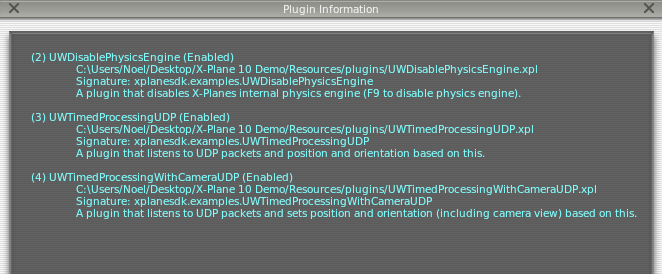 Plugin Information
(2) UWDisablePhysicsEngine (Enabled)
C:\Users/Noel/Desktop/X-Plane 10 Demo/Resources/plugins/UWDisablePhysicsEngine.xpl
Signature: xplanesdk.examples.UWDisablePhysicsEngine
A plugin that disables X-Planes internal physics engine (F9 to disable physics engine).
(3) UWTimedProcessingUDP (Enabled)
C:\Users/Noel/Desktop/X-Plane 10 Demo/Resources/plugins/UWTimedProcessingUDP.xpl
Signature: xplanesdk.examples.UWTimedProcessingUDP
A plugin that listens to UDP packets and position and orientation based on this.
(4) UWTimedProcessingWithCameraUDP (Enabled)
C:\Users/Noel/Desktop/X-Plane 10 Demo/Resources/plugins/UWTimedProcessingWithCameraUDP.xpl
Signature: xplanesdk.examples.UWTimedProcessingWithCameraUDP
A plugin that listens to UDP packets and sets position and orientation (including camera view) based on this.